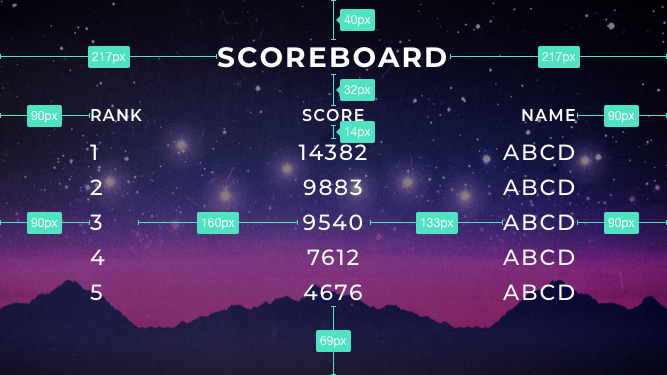 40px
217px SCOREBOARD 217px
32px
90px RANK SCORE NAME 90px
14px
1 14382 ABCD
2 9883 ABCD
90px 3 160px 9540 133px ABCD 90px
4 7612 ABCD
5 4676 ABCD
69px